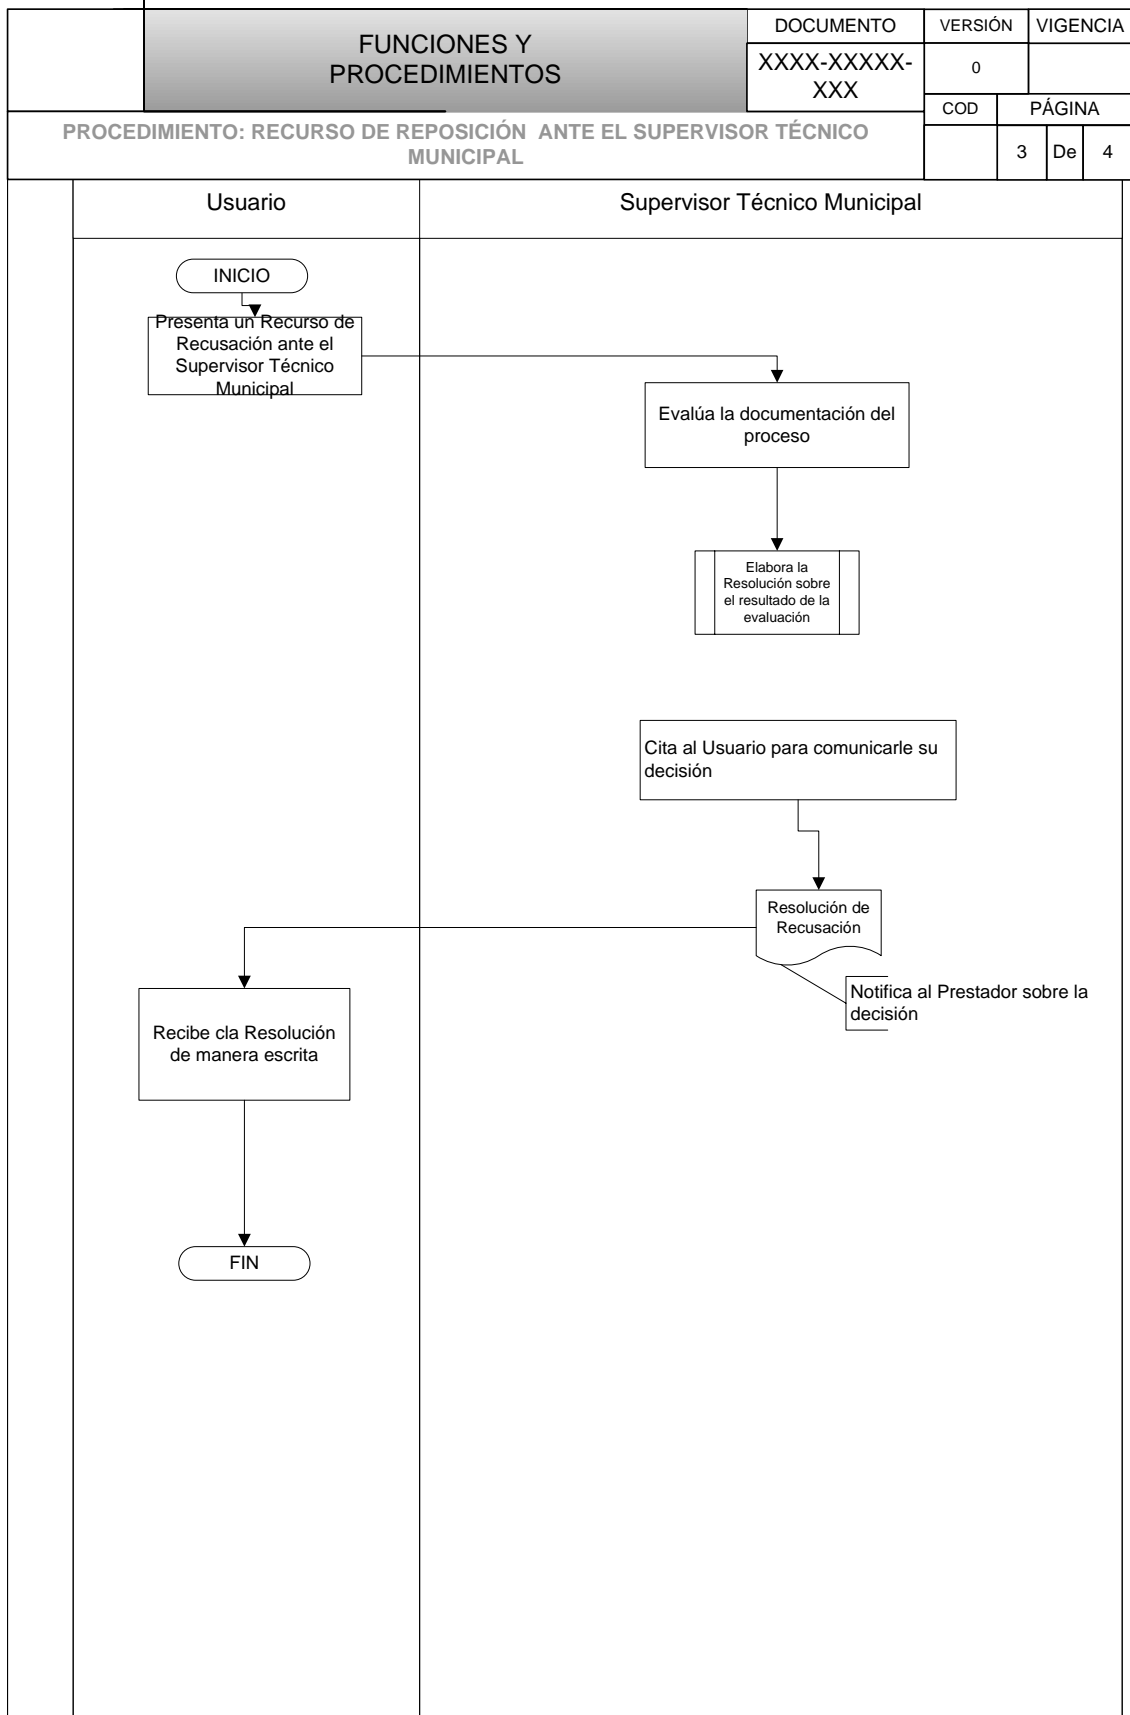 FUNCIONES Y
PROCEDIMIENTOS
DOCUMENTO
XXXX-XXXXX-
XXX
VERSIÓN
VIGENCIA
0
COD
PÁGINA
3
De
4
PROCEDIMIENTO: RECURSO DE REPOSICIÓN ANTE EL SUPERVISOR TÉCNICO
MUNICIPAL
Usuario
Supervisor Técnico Municipal
INICIO
Presenta un Recurso de
Recusación ante el
Supervisor Técnico
Municipal
Evalúa la documentación del
proceso
Elabora la
Resolución sobre
el resultado de la
evaluación
Cita al Usuario para comunicarle su
decisión
Resolución de
Recusación
Notifica al Prestador sobre la
decisión
Recibe cla Resolución
de manera escrita
FIN